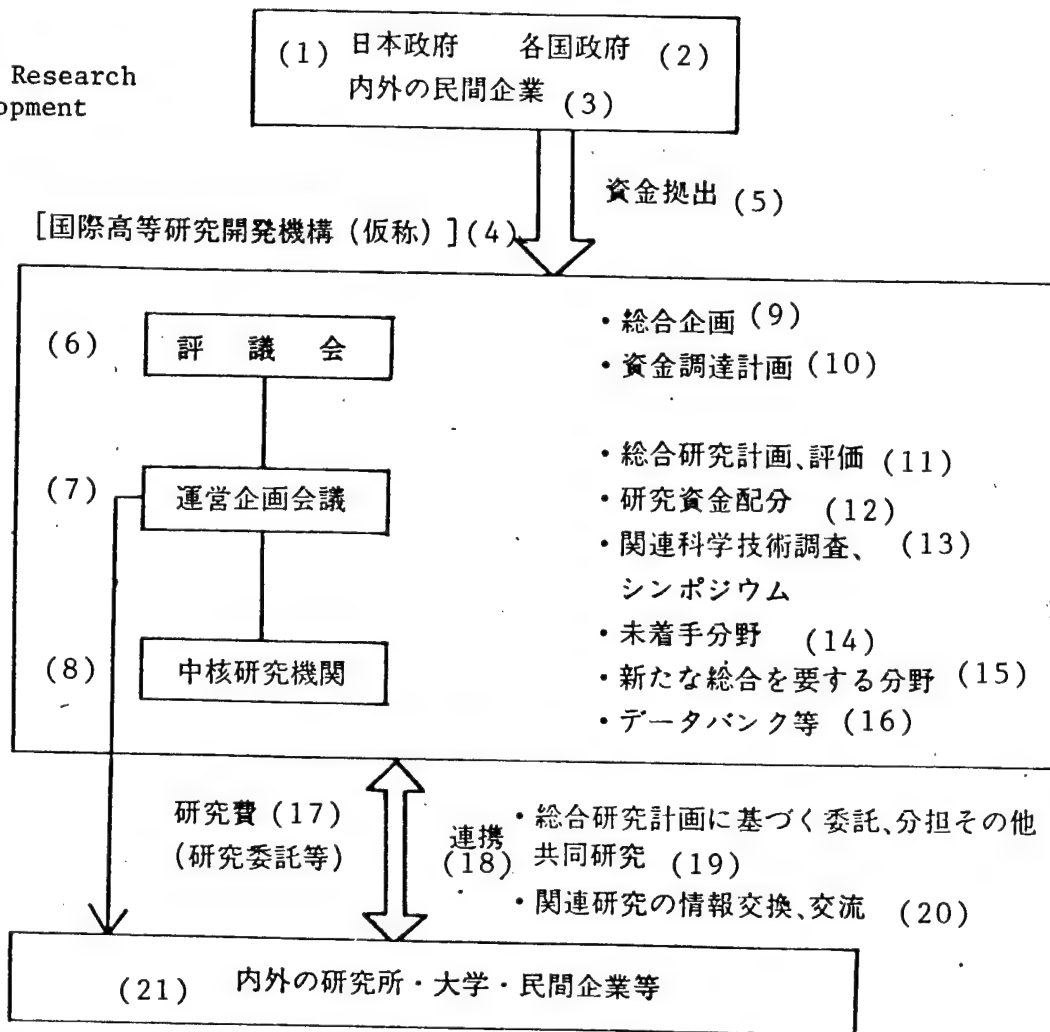 (1) 日本政府 各国政府 (2)
内外の民間企業 (3)
Research
opment
資金拠出 (5)
[国際高等研究開発機構 (仮称) ](4)
(6) 評議会
・総合企画 (9)
・資金調達計画 (10)
(7) 運営企画会議
・総合研究計画、評価 (11)
・研究資金配分 (12)
・関連科学技術調査、 (13)
シンポジウム
(8) 中核研究機関
・未着手分野 (14)
・新たな総合を要する分野 (15)
・データバンク等 (16)
研究費 (17)
(研究委託等)
連携
(18)
・総合研究計画に基づく委託、分担その他
共同研究 (19)
・関連研究の情報交換、交流 (20)
(21) 内外の研究所・大学・民間企業等